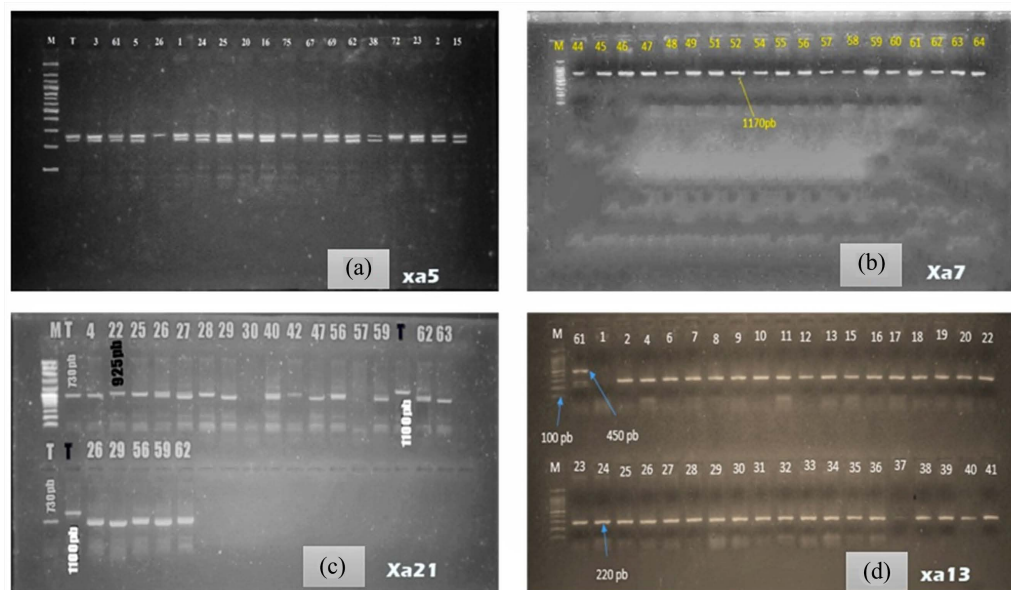 M T 3 61 5 26 1 24 25 20 16 75 67 69 62 38 72 23 2 15
(a) xa5
M 44 45 46 47 48 49 51 52 54 55 56 57 58 59 60 61 62 63 64
1170pb
(b) Xa7
M T 4 22 25 26 27 28 29 30 40 42 47 56 57 59 T 62 63
730pb
925pb
1100pb
T T 26 29 56 59 62
730pb
1100pb
(c) Xa21
M 61 1 2 4 6 7 8 9 10 11 12 13 15 16 17 18 19 20 22
100 pb
450 pb
M 23 24 25 26 27 28 29 30 31 32 33 34 35 36 37 38 39 40 41
220 pb
(d) xa13